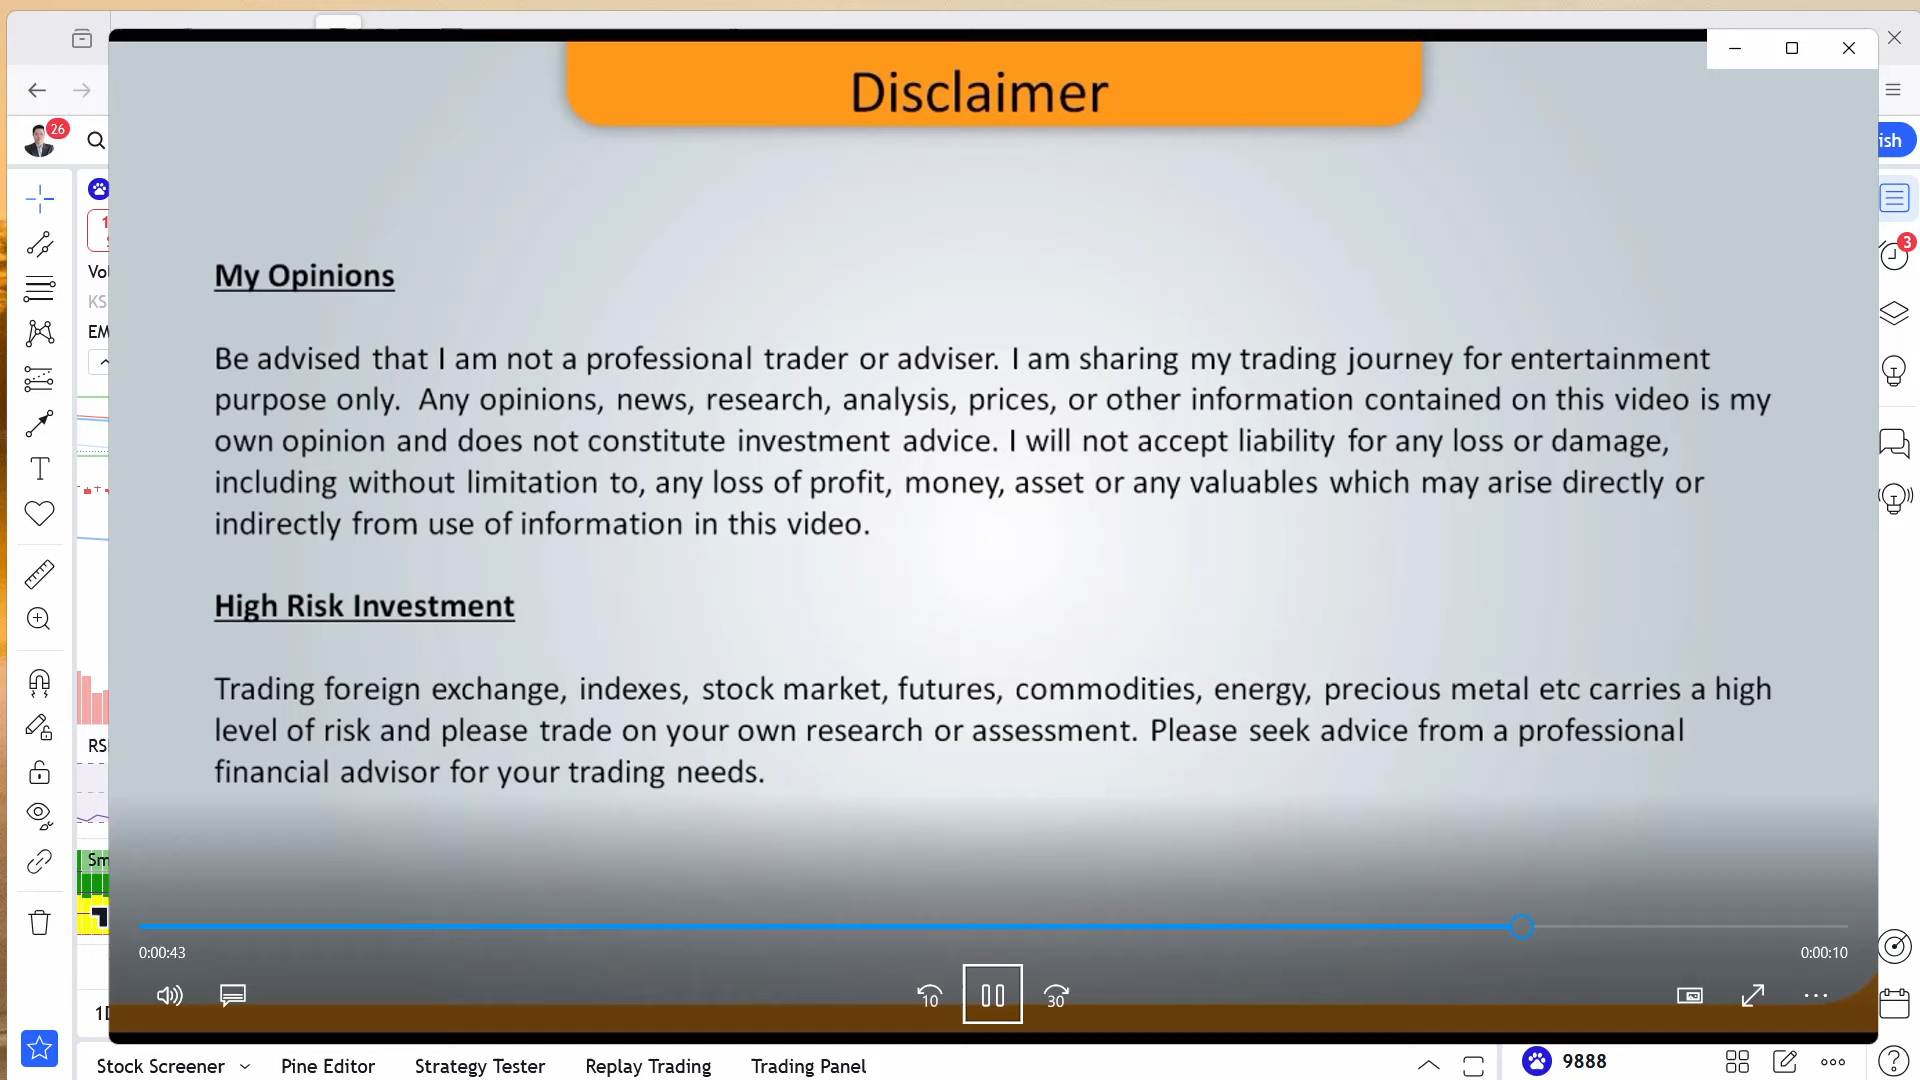 Disclaimer
26
ish
3
Vol
KS
EM
My Opinions
Be advised that I am not a professional trader or adviser. I am sharing my trading journey for entertainment
purpose only. Any opinions, news, research, analysis, prices, or other information contained on this video is my
own opinion and does not constitute investment advice. I will not accept liability for any loss or damage,
including without limitation to, any loss of profit, money, asset or any valuables which may arise directly or
indirectly from use of information in this video.
High Risk Investment
Trading foreign exchange, indexes, stock market, futures, commodities, energy, precious metal etc carries a high
level of risk and please trade on your own research or assessment. Please seek advice from a professional
financial advisor for your trading needs.
RSI
Sm
0:00:43
0:00:10
10
30
Stock Screener
Pine Editor
Strategy Tester
Replay Trading
Trading Panel
9888